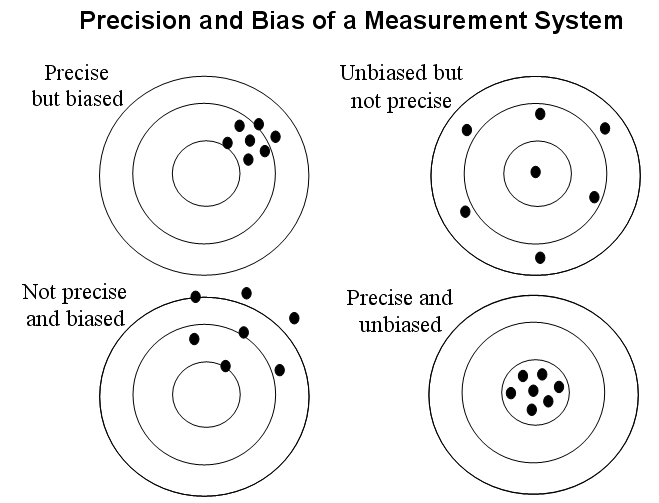 Precision and Bias of a Measurement System
Precise
but biased
Unbiased but
not precise
Not precise
and biased
Precise and
unbiased